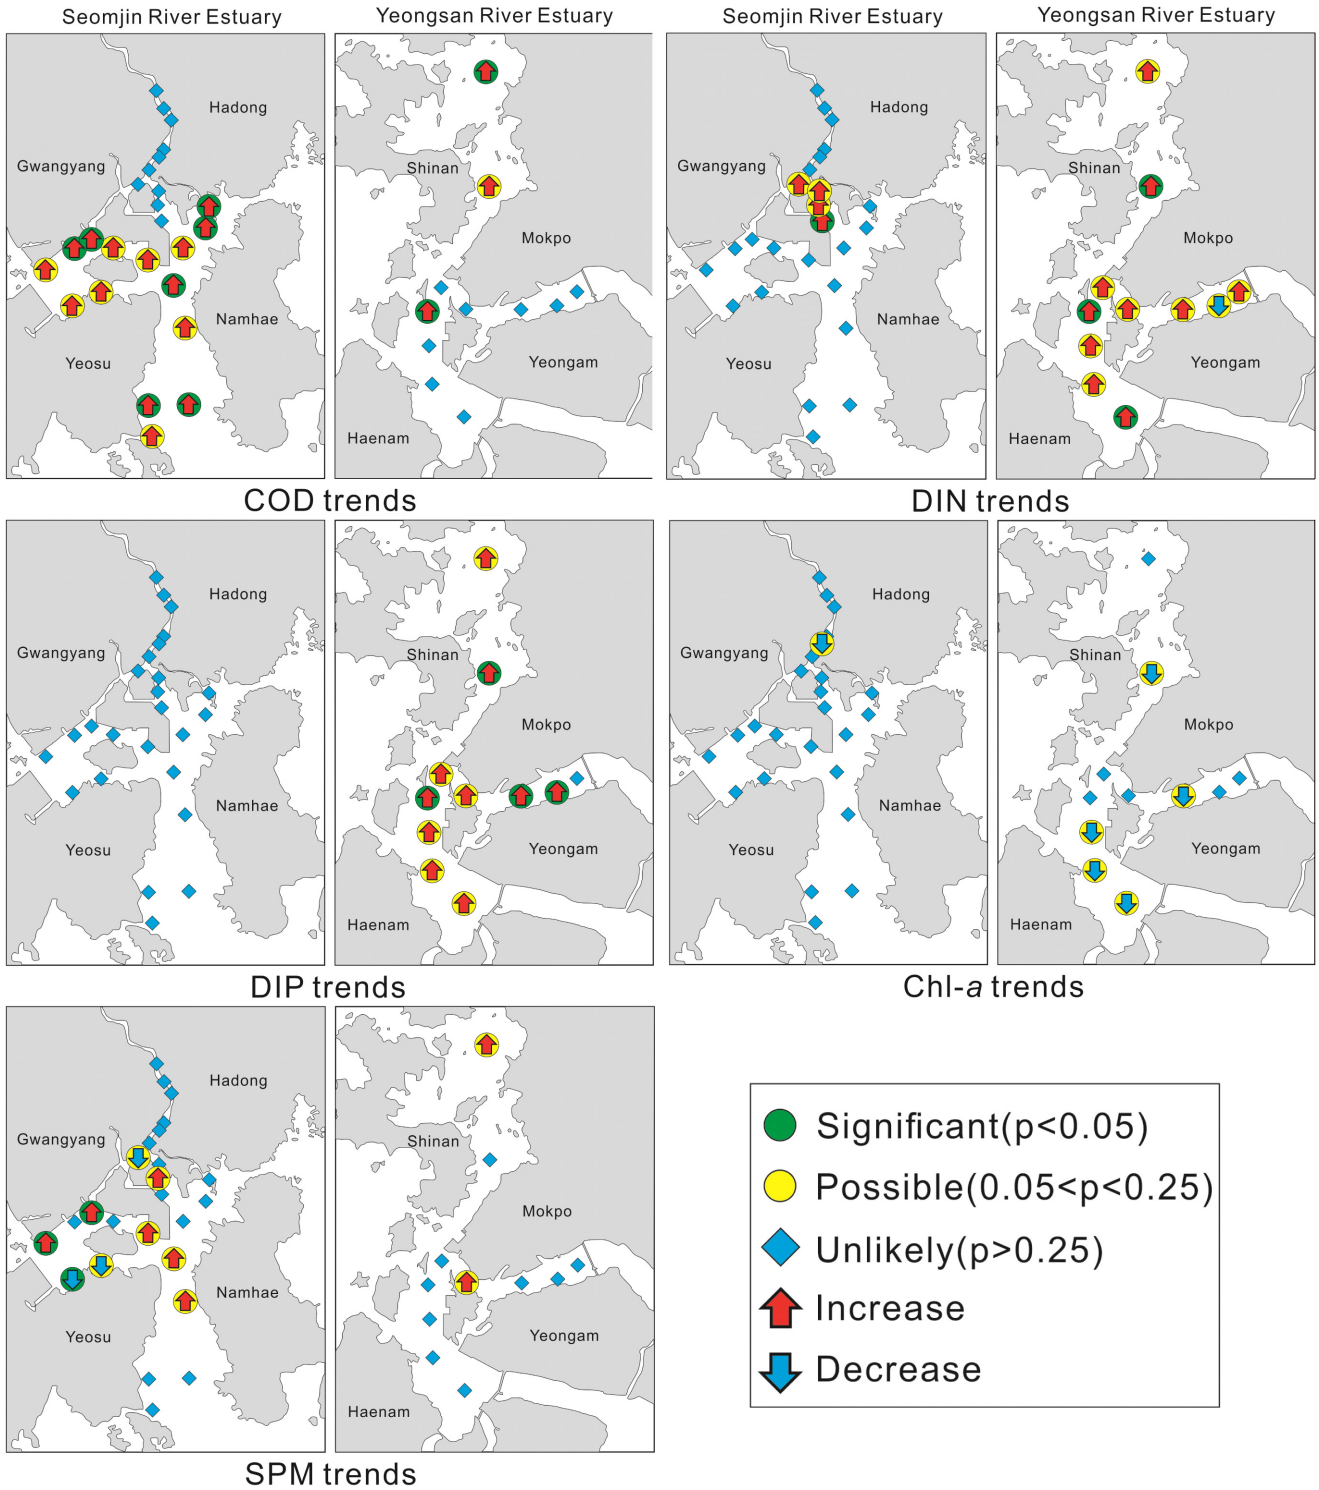 Seomjin River Estuary
Yeongsan River Estuary
Seomjin River Estuary
Yeongsan River Estuary
Hadong
Gwangyang
Namhae
Yeosu
Shinan
Mokpo
Yeongam
Haenam
COD trends
Hadong
Gwangyang
Namhae
Yeosu
Shinan
Mokpo
Yeongam
Haenam
DIN trends
Hadong
Gwangyang
Namhae
Yeosu
Shinan
Mokpo
Yeongam
Haenam
DIP trends
Hadong
Gwangyang
Namhae
Yeosu
Shinan
Mokpo
Yeongam
Haenam
Chl-a trends
Hadong
Gwangyang
Namhae
Yeosu
Shinan
Mokpo
Yeongam
Haenam
SPM trends
Significant(p<0.05)
Possible(0.05<p<0.25)
Unlikely(p>0.25)
Increase
Decrease